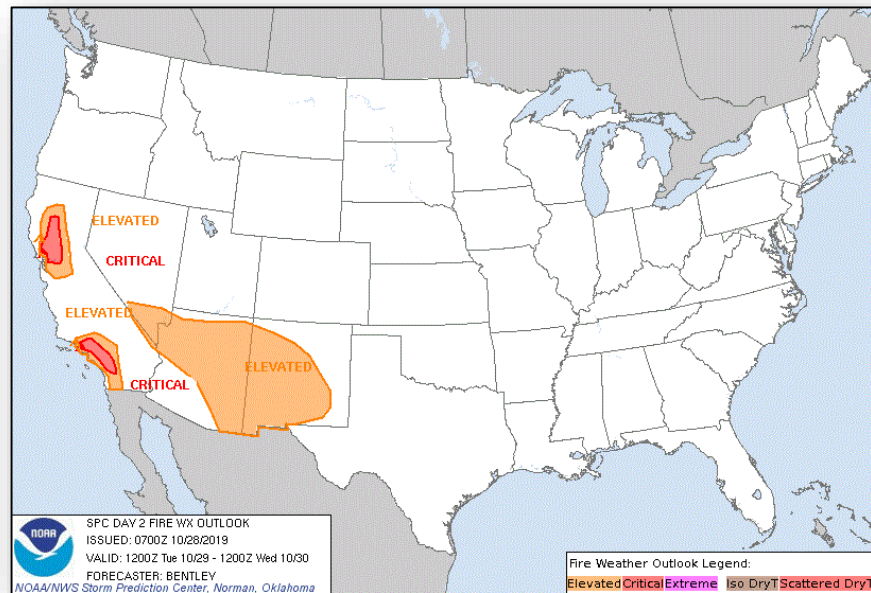 ELEVATED
CRITICAL
ELEVATED
ELEVATED
CRITICAL
NOAA
SPC DAY 2 FIRE WX OUTLOOK
ISSUED: 0700Z 10/28/2019
VALID: 1200Z Tue 10/29 - 1200Z Wed 10/30
FORECASTER: BENTLEY
NOAA/NWS Storm Prediction Center, Norman, Oklahoma
Fire Weather Outlook Legend:
Elevated Critical Extreme Iso DryT Scattered DryT